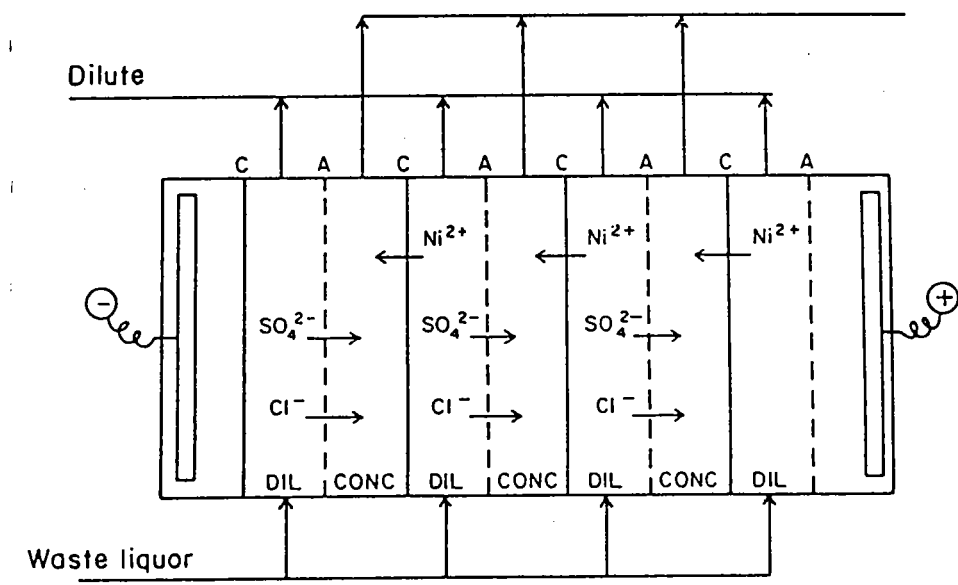 Dilute
C A C A C A C A
Ni²⁺ Ni²⁺ Ni²⁺
− +
SO₄²⁻ SO₄²⁻ SO₄²⁻
Cl⁻ Cl⁻ Cl⁻
DIL CONC DIL CONC DIL CONC DIL
Waste liquor